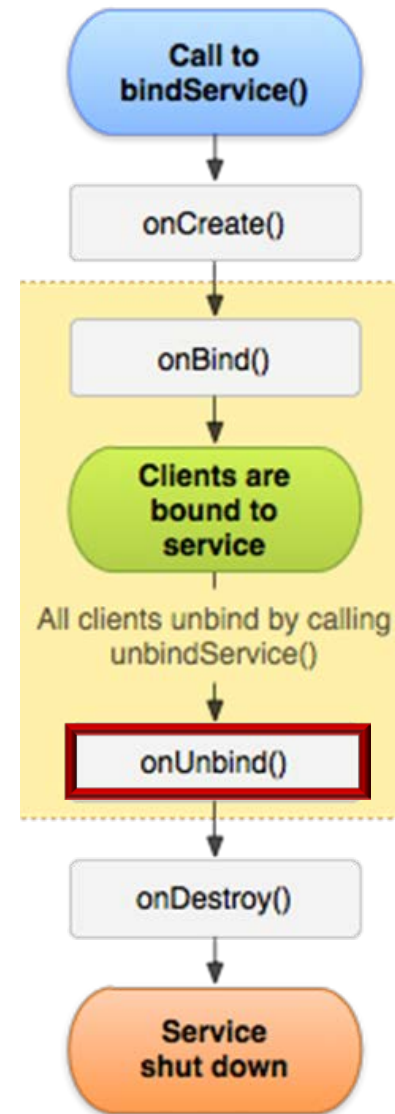 Call to
bindService()
onCreate()
onBind()
Clients are
bound to
service
All clients unbind by calling
unbindService()
onUnbind()
onDestroy()
Service
shut down